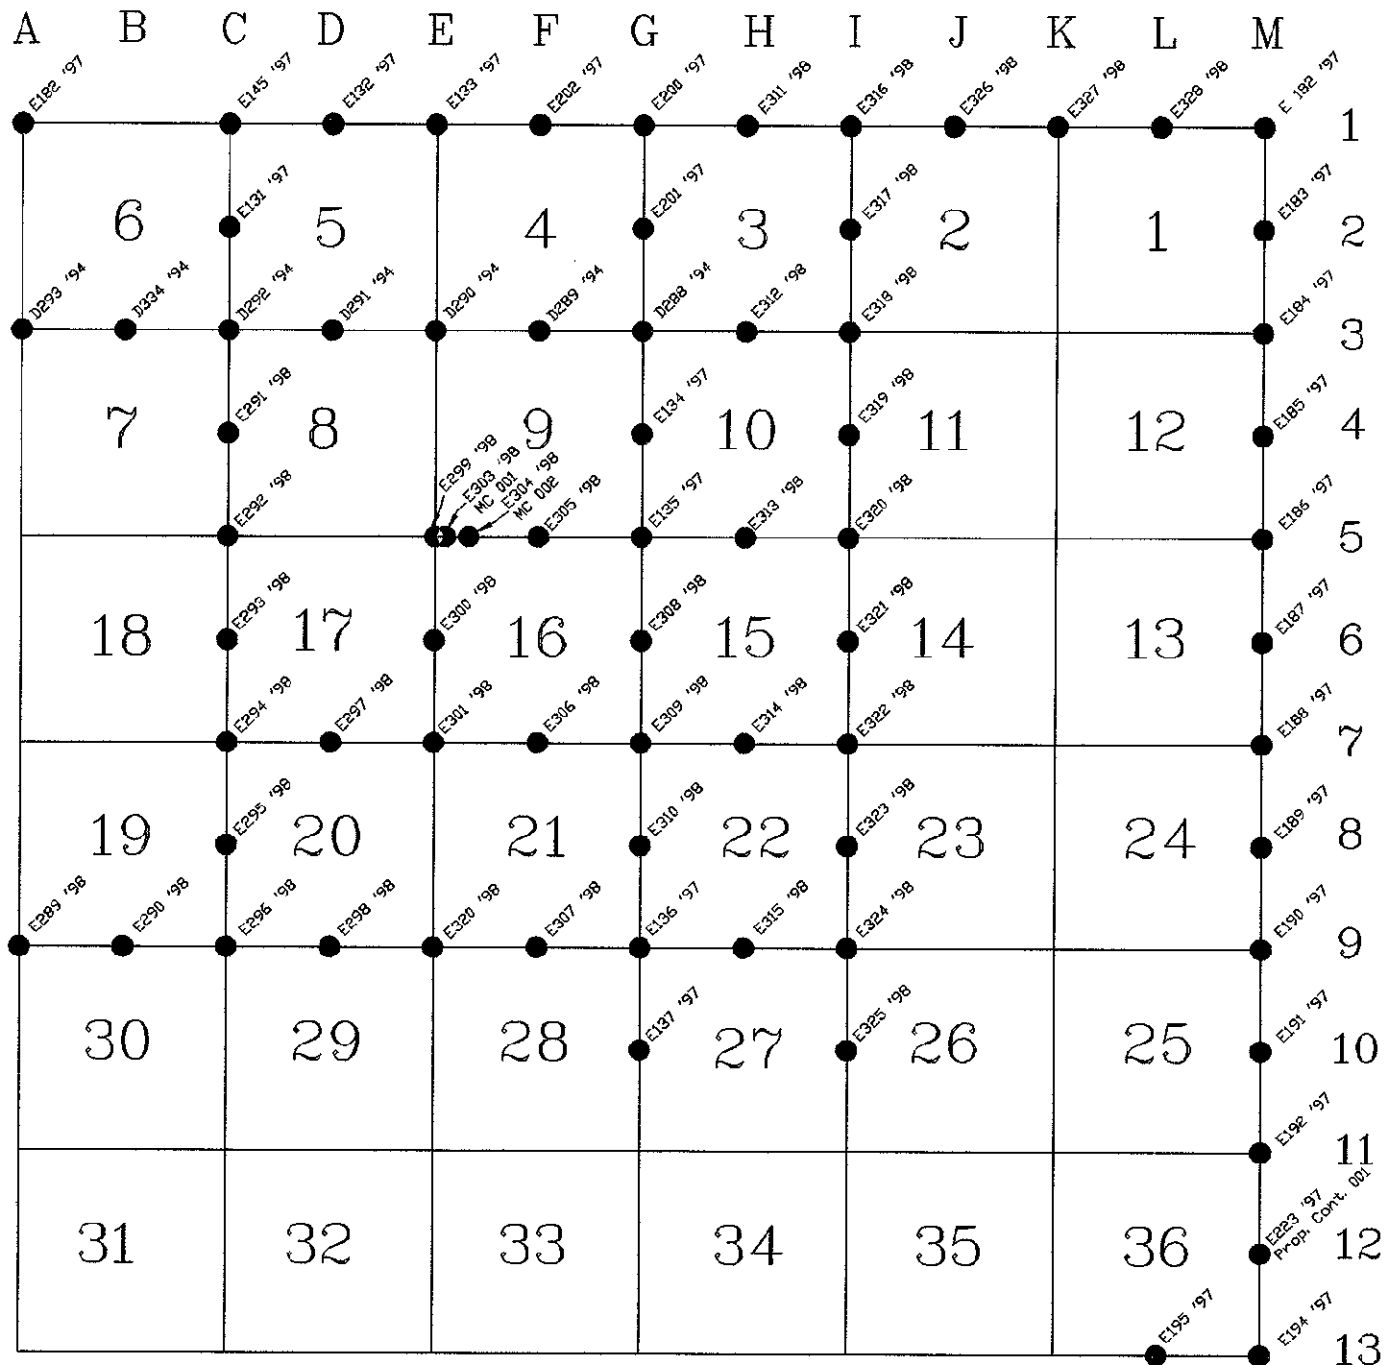 A B C D E F G H I J K L M
E182 '97 E145 '97 E132 '97 E133 '97 E202 '97 E200 '97 E311 '98 E316 '98 E326 '98 E327 '98 E328 '98 E 182 '97
1
E131 '97 E201 '97 E317 '98 E183 '97
6 5 4 3 2 1 2
D293 '94 D334 '94 D292 '94 D291 '94 D290 '94 D289 '94 D288 '94 E312 '98 E318 '98 E184 '97
3
E291 '98 E134 '97 E319 '98 E185 '97
7 8 9 10 11 12 4
E292 '98 E299 '98 E303 '98
MC 001
E304 '98
MC 002
E305 '98 E135 '97 E313 '98 E320 '98 E186 '97
5
E293 '98 E300 '98 E308 '98 E321 '98 E187 '97
18 17 16 15 14 13 6
E294 '98 E297 '98 E301 '98 E306 '98 E309 '98 E314 '98 E322 '98 E188 '97
7
E295 '98 E310 '98 E323 '98 E189 '97
19 20 21 22 23 24 8
E289 '98 E290 '98 E296 '98 E298 '98 E320 '98 E307 '98 E136 '97 E315 '98 E324 '98 E190 '97
9
E137 '97 E325 '98 E191 '97
30 29 28 27 26 25 10
E192 '97
11
E223 '97
Prop. Cont. 001
31 32 33 34 35 36 12
E195 '97 E194 '97
13